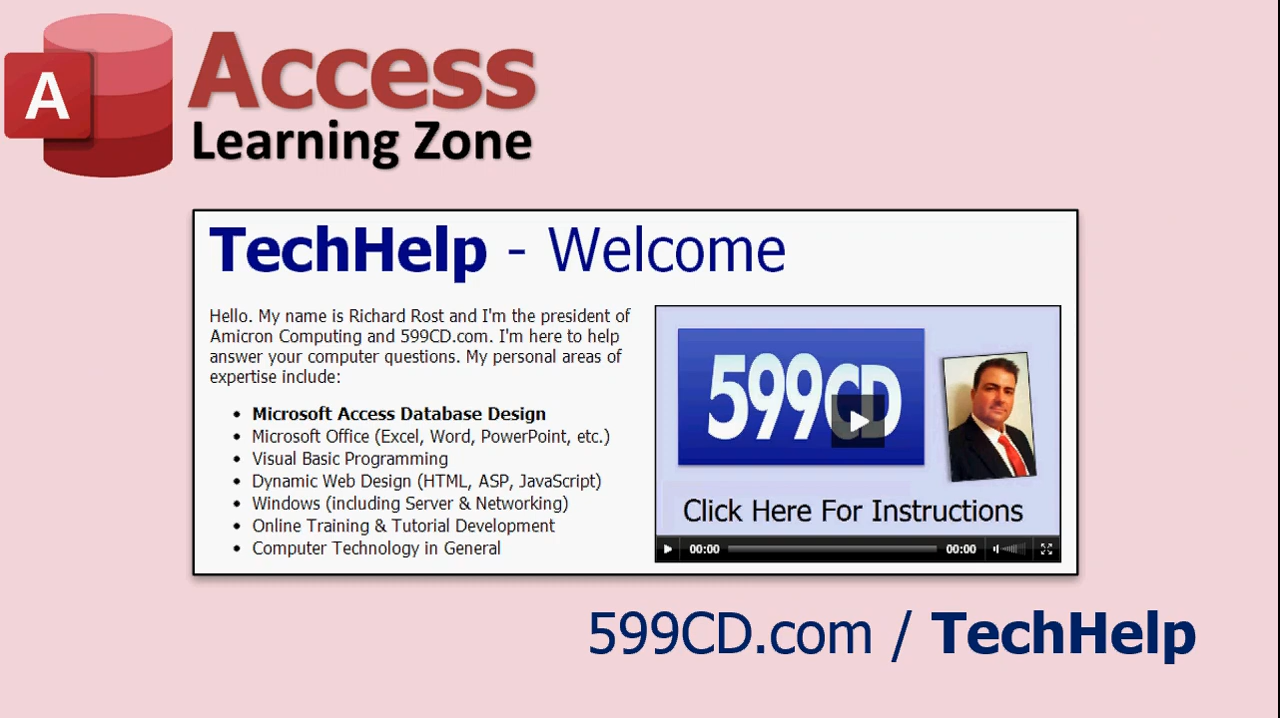 A
Access
Learning Zone
TechHelp - Welcome
Hello. My name is Richard Rost and I'm the president of
Amicron Computing and 599CD.com. I'm here to help
answer your computer questions. My personal areas of
expertise include:
• Microsoft Access Database Design
• Microsoft Office (Excel, Word, PowerPoint, etc.)
• Visual Basic Programming
• Dynamic Web Design (HTML, ASP, JavaScript)
• Windows (including Server & Networking)
• Online Training & Tutorial Development
• Computer Technology in General
599CD
Click Here For Instructions
00:00 00:00
599CD.com / TechHelp